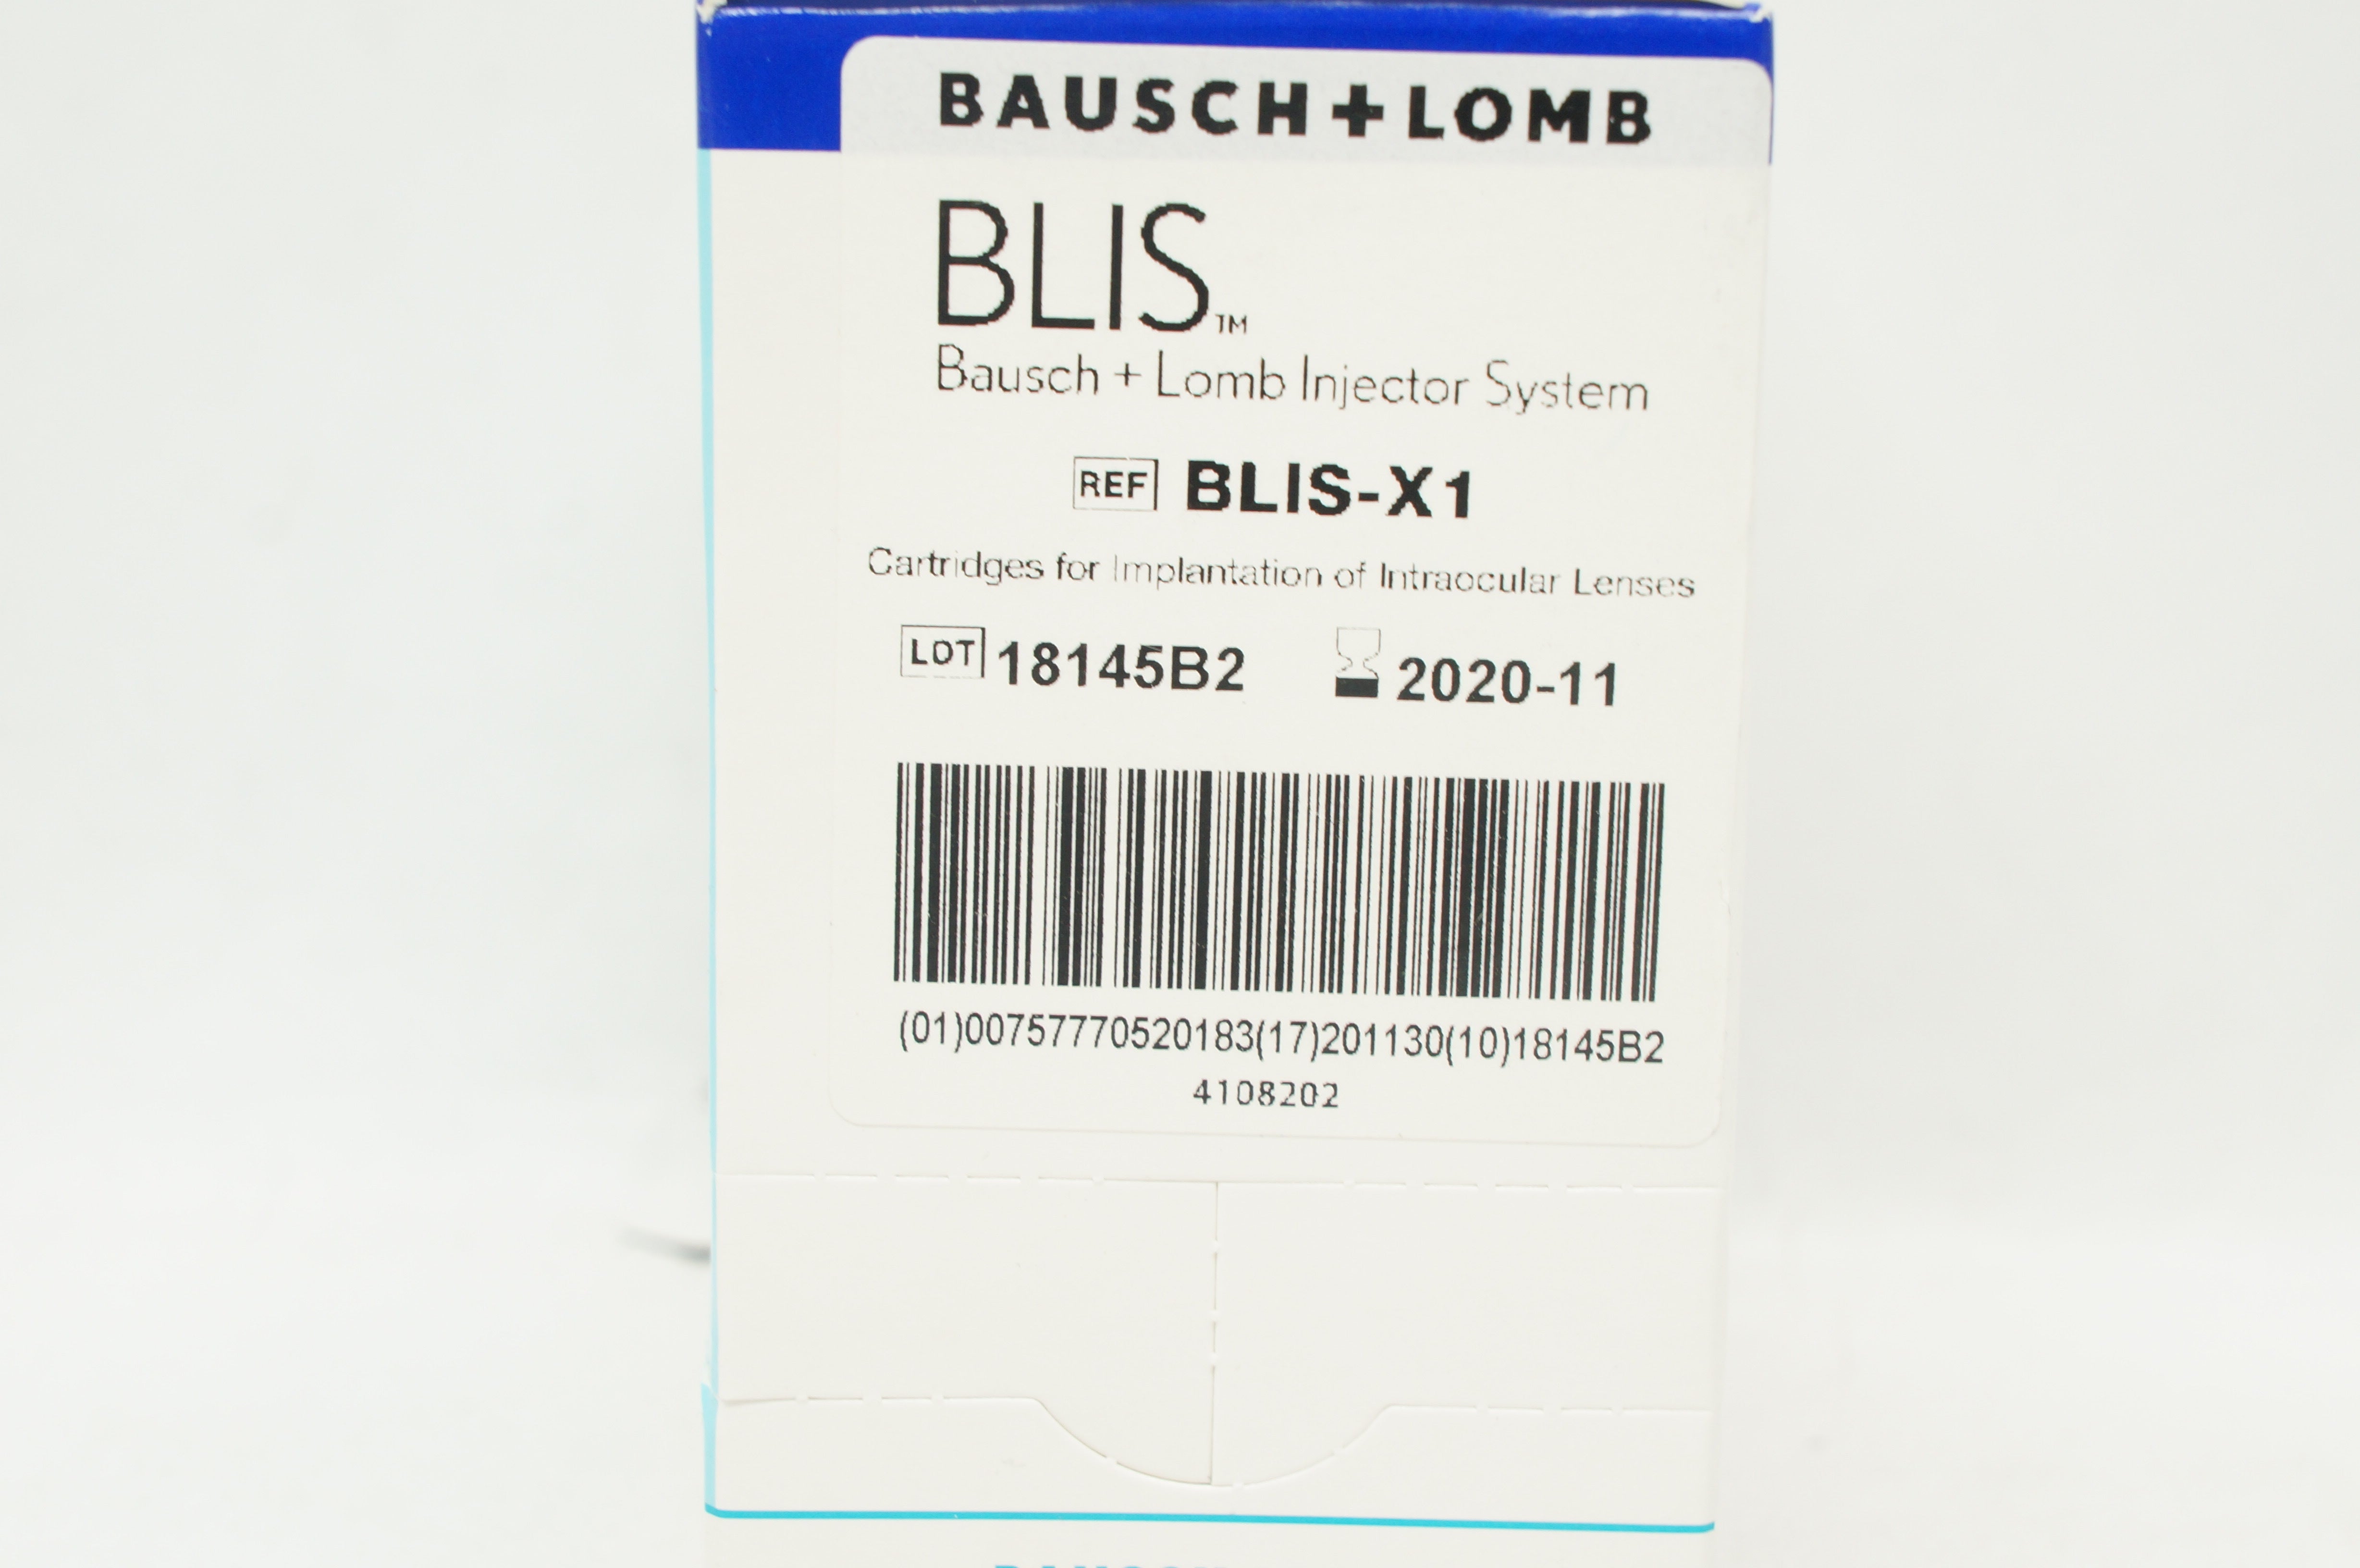 BAUSCH+LOMB
BLIS™
Bausch + Lomb Injector System
REF BLIS-X1
Cartridges for Implantation of Intraocular Lenses
LOT 18145B2 2020-11
(01)00757770520183(17)201130(10)18145B2
4108202